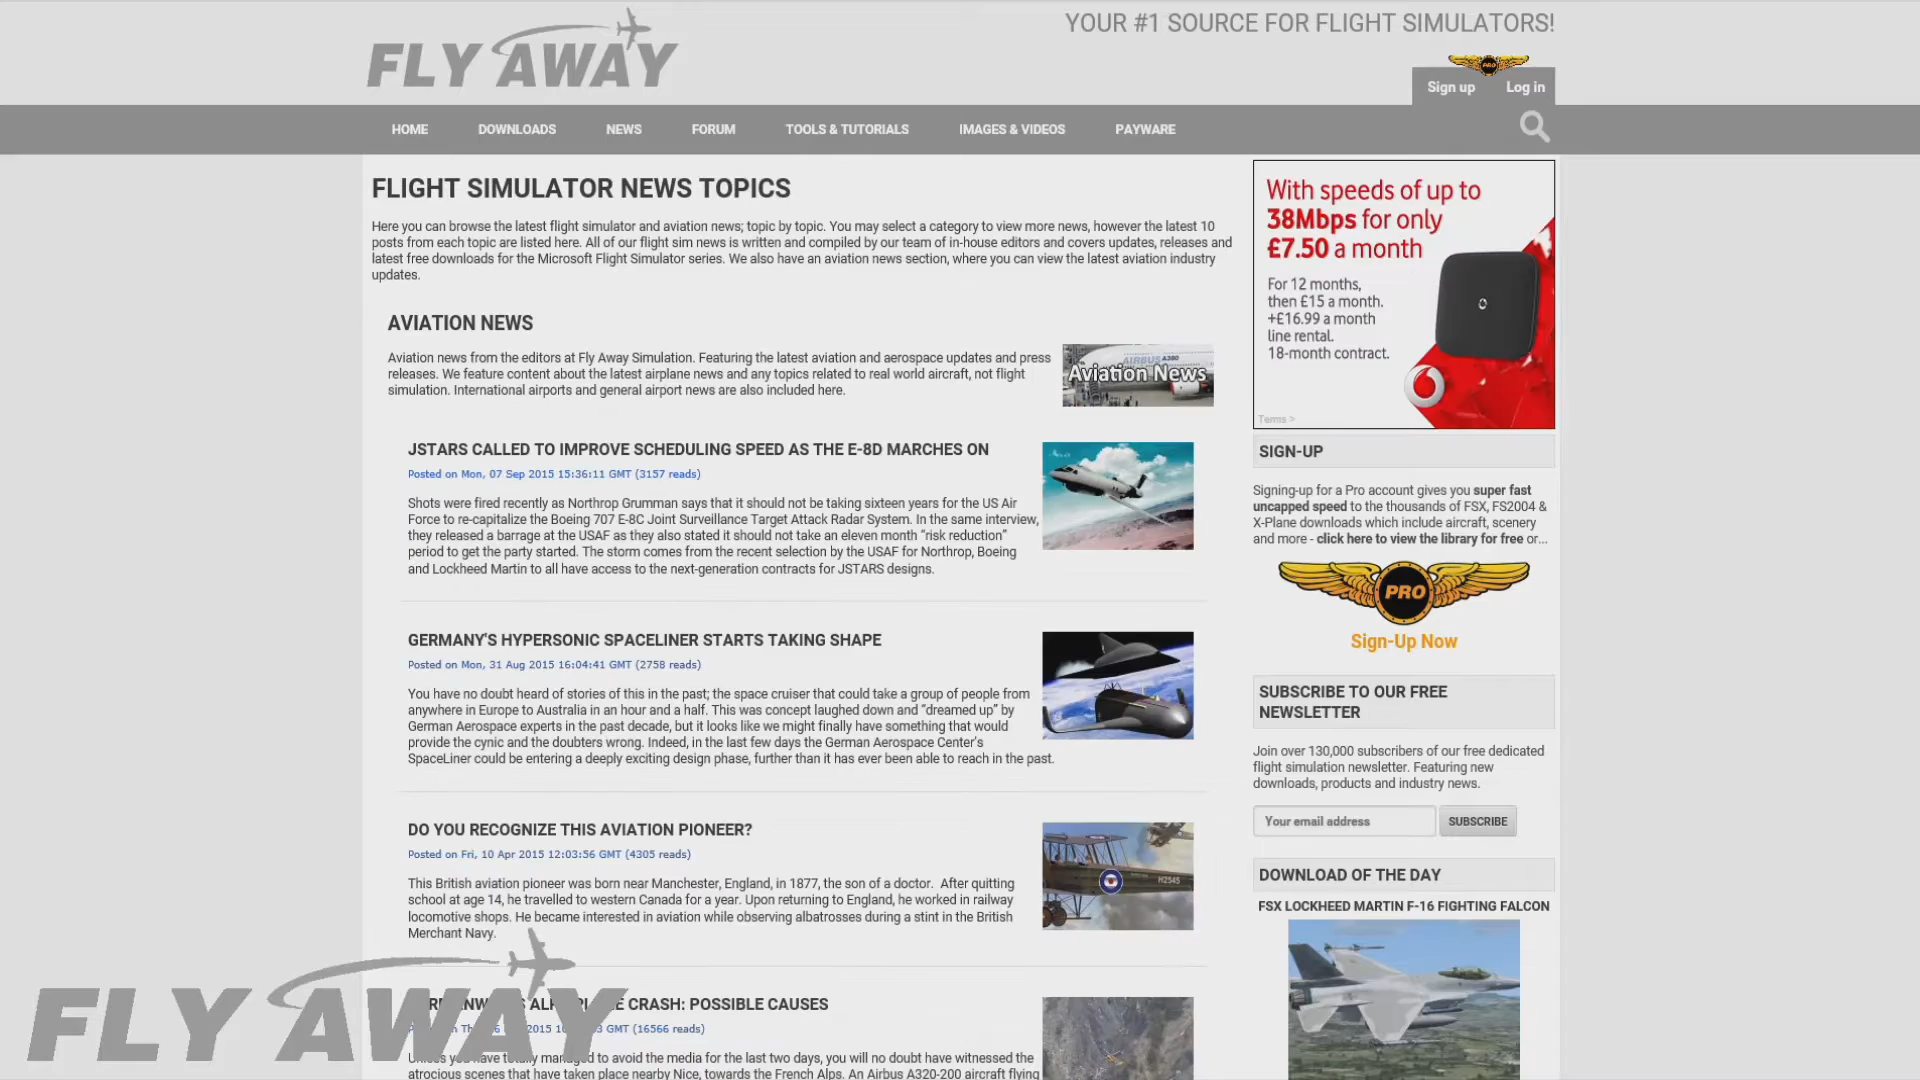 FLY AWAY
YOUR #1 SOURCE FOR FLIGHT SIMULATORS!
PRO
Sign up Log in
HOME DOWNLOADS NEWS FORUM TOOLS & TUTORIALS IMAGES & VIDEOS PAYWARE
FLIGHT SIMULATOR NEWS TOPICS
Here you can browse the latest flight simulator and aviation news; topic by topic. You may select a category to view more news, however the latest 10
posts from each topic are listed here. All of our flight sim news is written and compiled by our team of in-house editors and covers updates, releases and
latest free downloads for the Microsoft Flight Simulator series. We also have an aviation news section, where you can view the latest aviation industry
updates.
AVIATION NEWS
Aviation news from the editors at Fly Away Simulation. Featuring the latest aviation and aerospace updates and press
releases. We feature content about the latest airplane news and any topics related to real world aircraft, not flight
simulation. International airports and general airport news are also included here.
AIRBUS A380
Aviation News
JSTARS CALLED TO IMPROVE SCHEDULING SPEED AS THE E-8D MARCHES ON
Posted on Mon, 07 Sep 2015 15:36:11 GMT (3157 reads)
Shots were fired recently as Northrop Grumman says that it should not be taking sixteen years for the US Air
Force to re-capitalize the Boeing 707 E-8C Joint Surveillance Target Attack Radar System. In the same interview,
they released a barrage at the USAF as they also stated it should not take an eleven month “risk reduction”
period to get the party started. The storm comes from the recent selection by the USAF for Northrop, Boeing
and Lockheed Martin to all have access to the next-generation contracts for JSTARS designs.
GERMANY'S HYPERSONIC SPACELINER STARTS TAKING SHAPE
Posted on Mon, 31 Aug 2015 16:04:41 GMT (2758 reads)
You have no doubt heard of stories of this in the past; the space cruiser that could take a group of people from
anywhere in Europe to Australia in an hour and a half. This was concept laughed down and “dreamed up” by
German Aerospace experts in the past decade, but it looks like we might finally have something that would
provide the cynic and the doubters wrong. Indeed, in the last few days the German Aerospace Center's
SpaceLiner could be entering a deeply exciting design phase, further than it has ever been able to reach in the past.
DO YOU RECOGNIZE THIS AVIATION PIONEER?
Posted on Fri, 10 Apr 2015 12:03:56 GMT (4305 reads)
This British aviation pioneer was born near Manchester, England, in 1877, the son of a doctor. After quitting
school at age 14, he travelled to western Canada for a year. Upon returning to England, he worked in railway
locomotive shops. He became interested in aviation while observing albatrosses during a stint in the British
Merchant Navy.
H2545
CRASH: POSSIBLE CAUSES
2015 GMT (16566 reads)
Unless you have totally managed to avoid the media for the last two days, you will no doubt have witnessed the
atrocious scenes that have taken place nearby Nice, towards the French Alps. An Airbus A320-200 aircraft flying
FLY AWAY
With speeds of up to
38Mbps for only
£7.50 a month
For 12 months,
then £15 a month.
+£16.99 a month
line rental.
18-month contract.
Terms >
SIGN-UP
Signing-up for a Pro account gives you super fast
uncapped speed to the thousands of FSX, FS2004 &
X-Plane downloads which include aircraft, scenery
and more - click here to view the library for free or...
PRO
Sign-Up Now
SUBSCRIBE TO OUR FREE
NEWSLETTER
Join over 130,000 subscribers of our free dedicated
flight simulation newsletter. Featuring new
downloads, products and industry news.
Your email address SUBSCRIBE
DOWNLOAD OF THE DAY
FSX LOCKHEED MARTIN F-16 FIGHTING FALCON